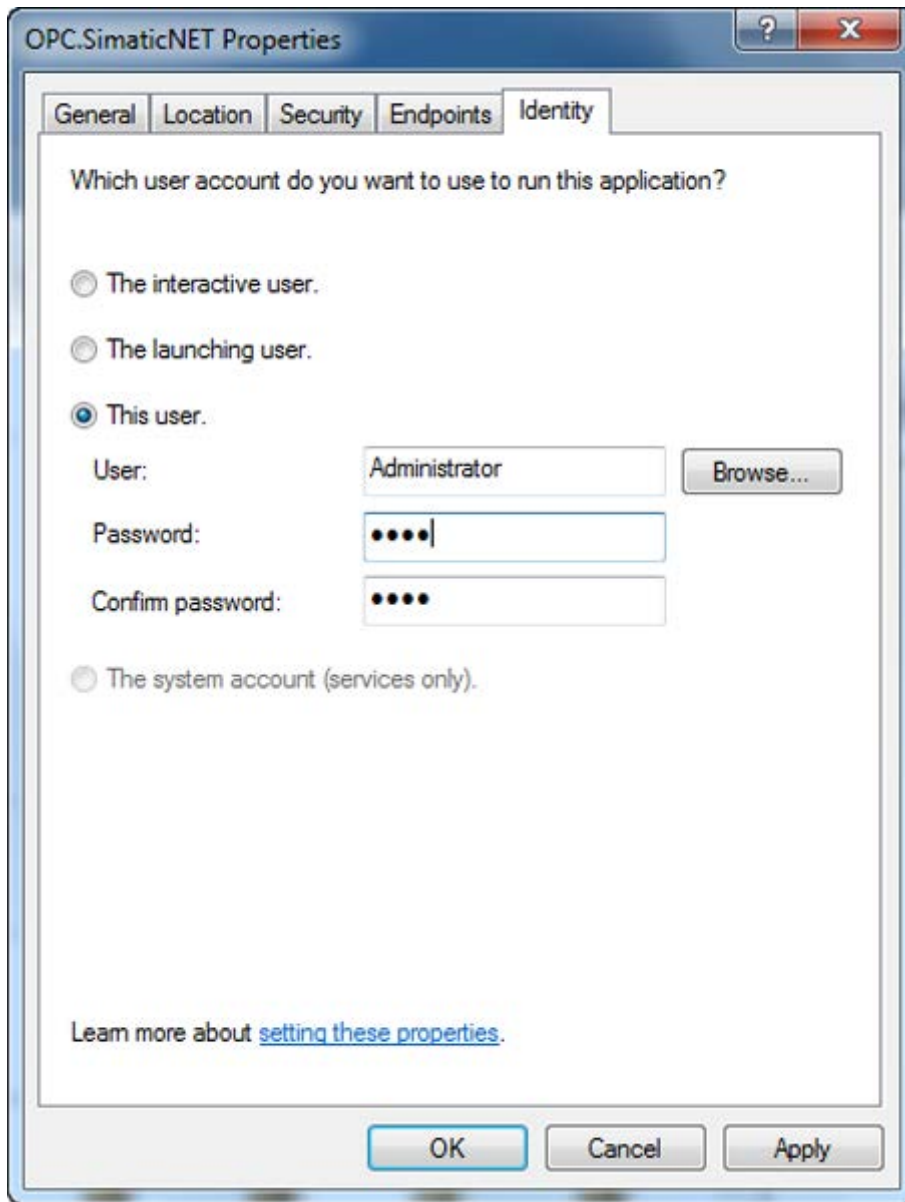 OPC.SimaticNET Properties
General Location Security Endpoints Identity
Which user account do you want to use to run this application?
The interactive user.
The launching user.
This user.
User: Administrator Browse...
Password: ••••
Confirm password: ••••
The system account (services only).
Learn more about setting these properties.
OK Cancel Apply